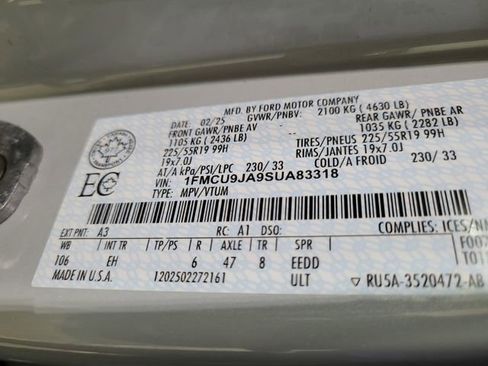 MFD. BY FORD MOTOR COMPANY
DATE: 02/25 GVWR/PNBV: 2100 KG ( 4630 LB)
FRONT GAWR/PNBE AV REAR GAWR/ PNBE AR
1105 KG ( 2436 LB) 1035 KG ( 2282 LB)
225/55R19 99H TIRES/PNEUS 225/55R19 99H
19x7.0J RIMS/JANTES 19x7.0J
AT/A kPa/PSI/LPC 230/ 33 COLD/A FROID 230/ 33
VIN: 1FMCU9JA9SUA83318
TYPE: MPV/VTUM
EC
EXT PNT: A3 RC: A1 DSO: COMPLIANCES: ICES/NM
WB INT TR TP/PS R AXLE TR SPR
106 EH 6 47 8 EEDD
MADE IN U.S.A. 1202502272161 ULT ▽ RU5A-3520472-AB